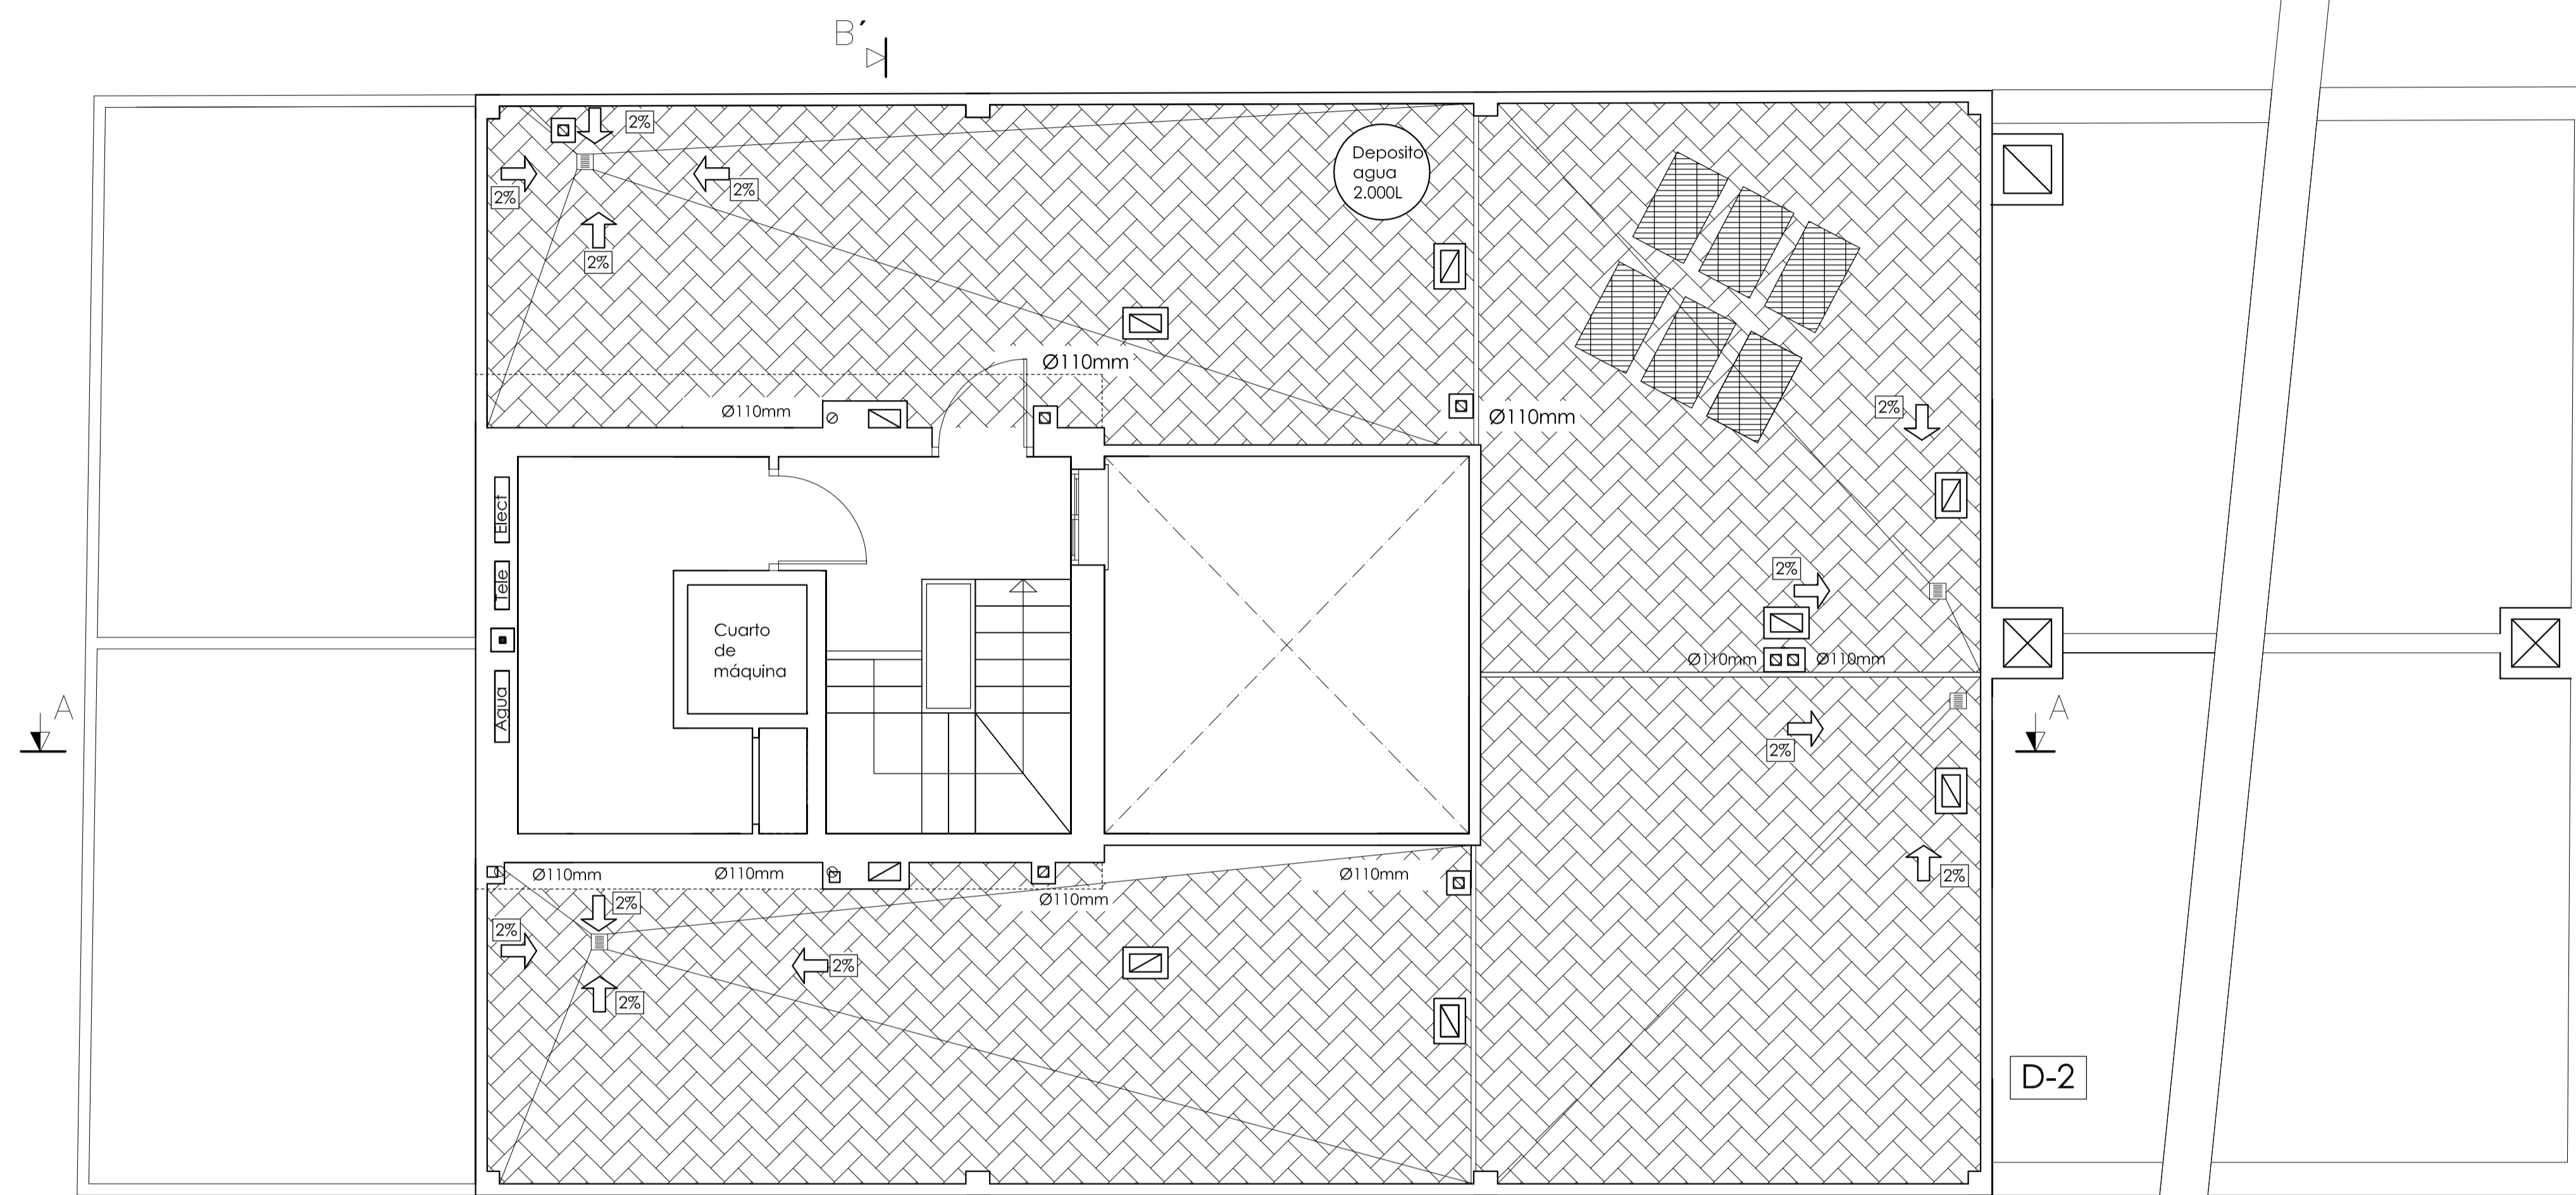 B´
2%
2%
2%
2%
Deposito
agua
2.000L
Ø110mm
Ø110mm
Ø110mm
2%
Elect
Tele
Agua
Cuarto
de
máquina
2%
Ø110mm
Ø110mm
A
A
2%
2%
Ø110mm
Ø110mm
Ø110mm
Ø110mm
2%
2%
2%
2%
D-2